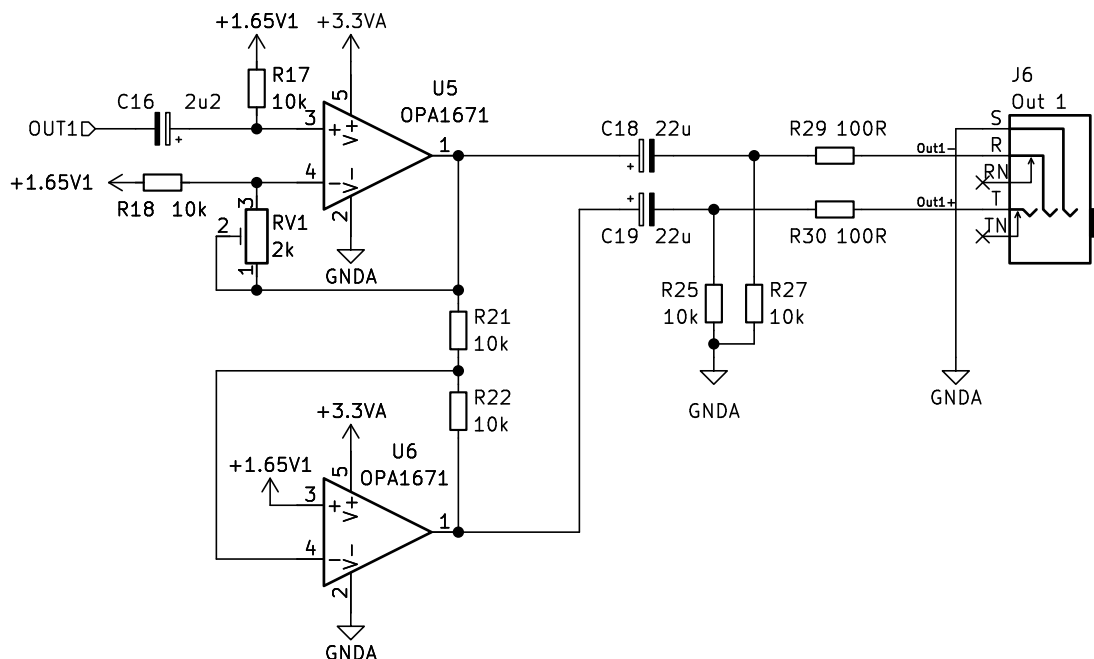 +1.65V1 +3.3VA
J6
R17
10k
U5
OPA1671
C16 2u2
Out 1
OUT1
+
3
+
V+
5
1
C18 22u
+
R29 100R
S
Out1-
R
RN
+1.65V1
R18 10k
4
–
V-
2
GNDA
3
2
RV1
2k
1
+
C19 22u
R30 100R
Out1+
T
TN
R21
10k
R25
10k
R27
10k
GNDA
GNDA
R22
10k
+3.3VA
U6
OPA1671
+1.65V1
5
3
+
V+
1
4
–
V-
2
GNDA